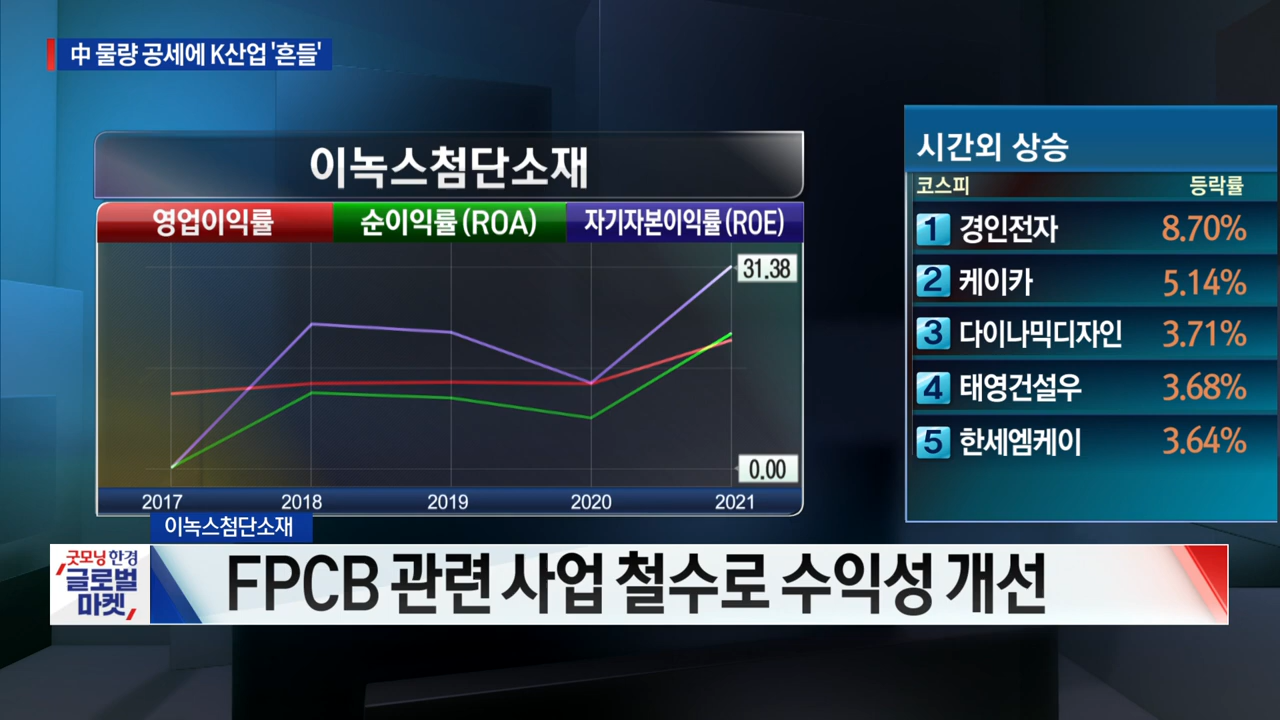 中 물량 공세에 K산업 '흔들'
이녹스첨단소재
영업이익률 순이익률(ROA) 자기자본이익률(ROE)
31.38
0.00
2017 2018 2019 2020 2021
시간외 상승
코스피 등락률
1 경인전자 8.70%
2 케이카 5.14%
3 다이나믹디자인 3.71%
4 태영건설우 3.68%
5 한세엠케이 3.64%
이녹스첨단소재
굿모닝 한경
글로벌
마켓
FPCB 관련 사업 철수로 수익성 개선